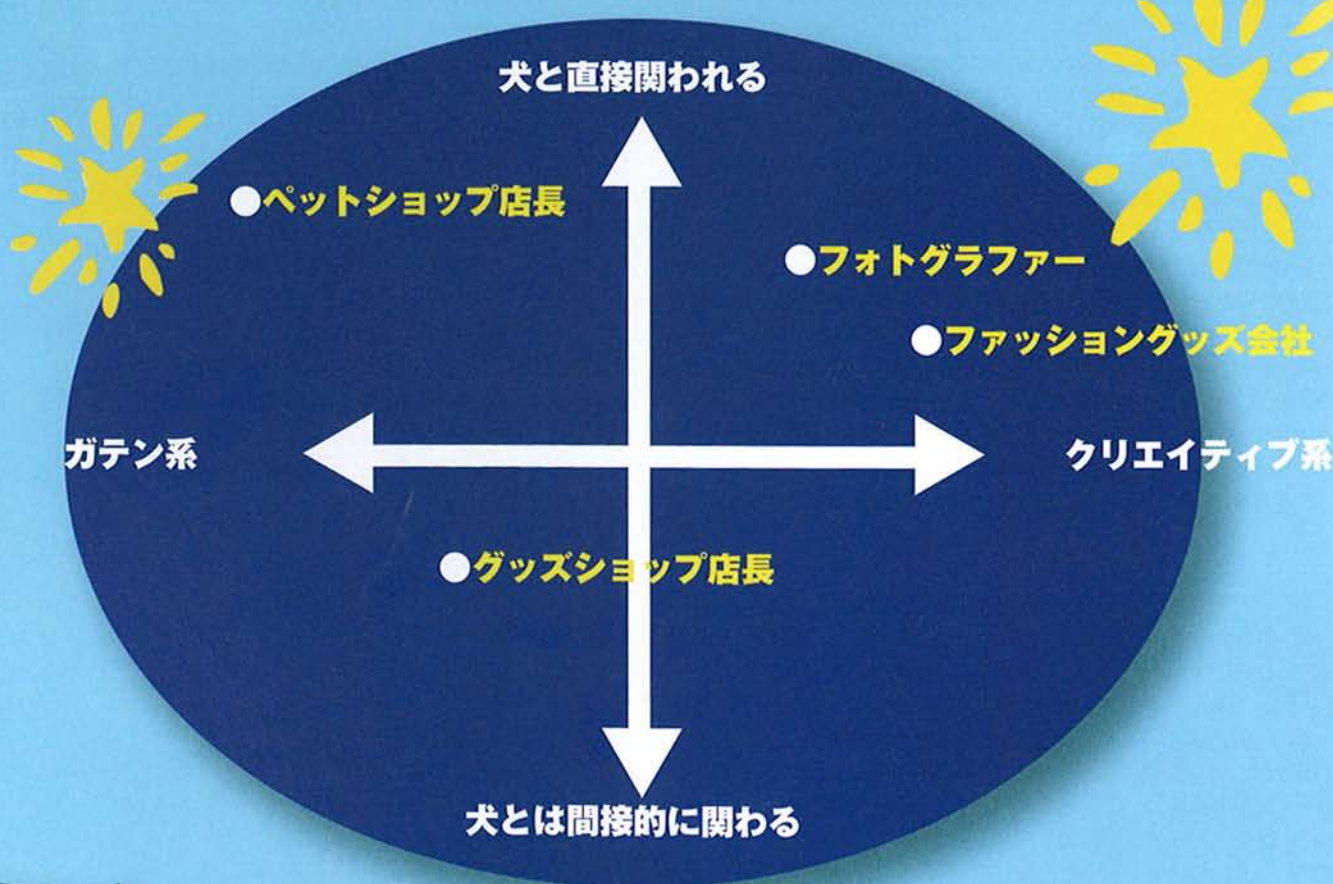 犬と直接関われる
●ペットショップ店長
●フォトグラファー
●ファッショングッズ会社
ガテン系
クリエイティブ系
●グッズショップ店長
犬とは間接的に関わる